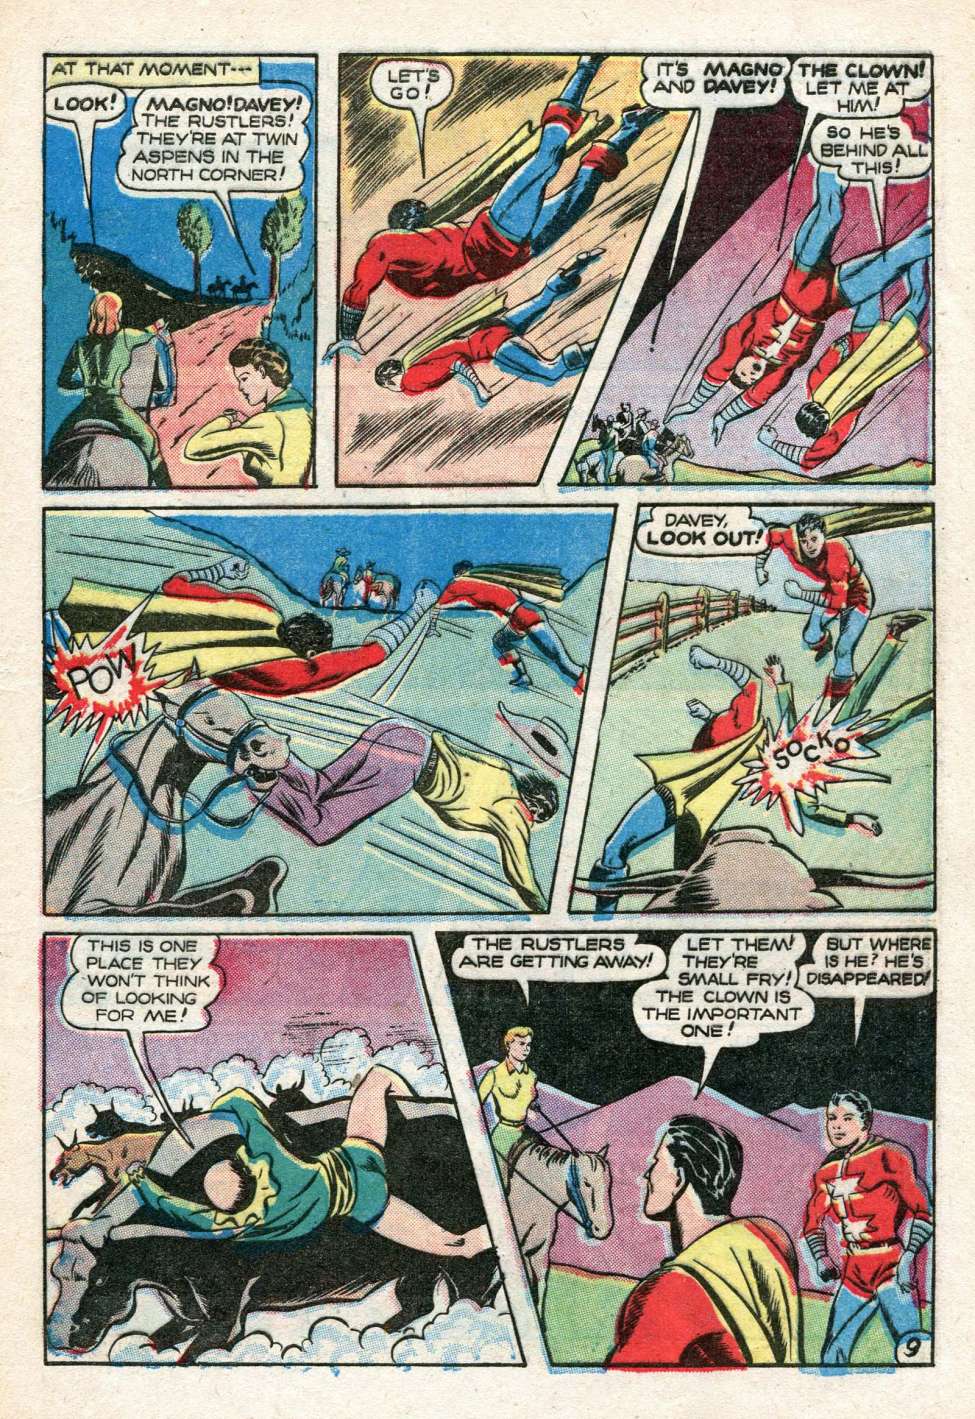 AT THAT MOMENT---
LOOK!
MAGNO! DAVEY!
THE RUSTLERS!
THEY'RE AT TWIN
ASPENS IN THE
NORTH CORNER!
LET'S
GO!
IT'S MAGNO
AND DAVEY!
THE CLOWN!
LET ME AT
HIM!
SO HE'S
BEHIND ALL
THIS!
POW
DAVEY,
LOOK OUT!
SOCKO
THIS IS ONE
PLACE THEY
WON'T THINK
OF LOOKING
FOR ME!
THE RUSTLERS
ARE GETTING AWAY!
LET THEM!
THEY'RE
SMALL FRY!
THE CLOWN IS
THE IMPORTANT
ONE!
BUT WHERE
IS HE? HE'S
DISAPPEARED!
9